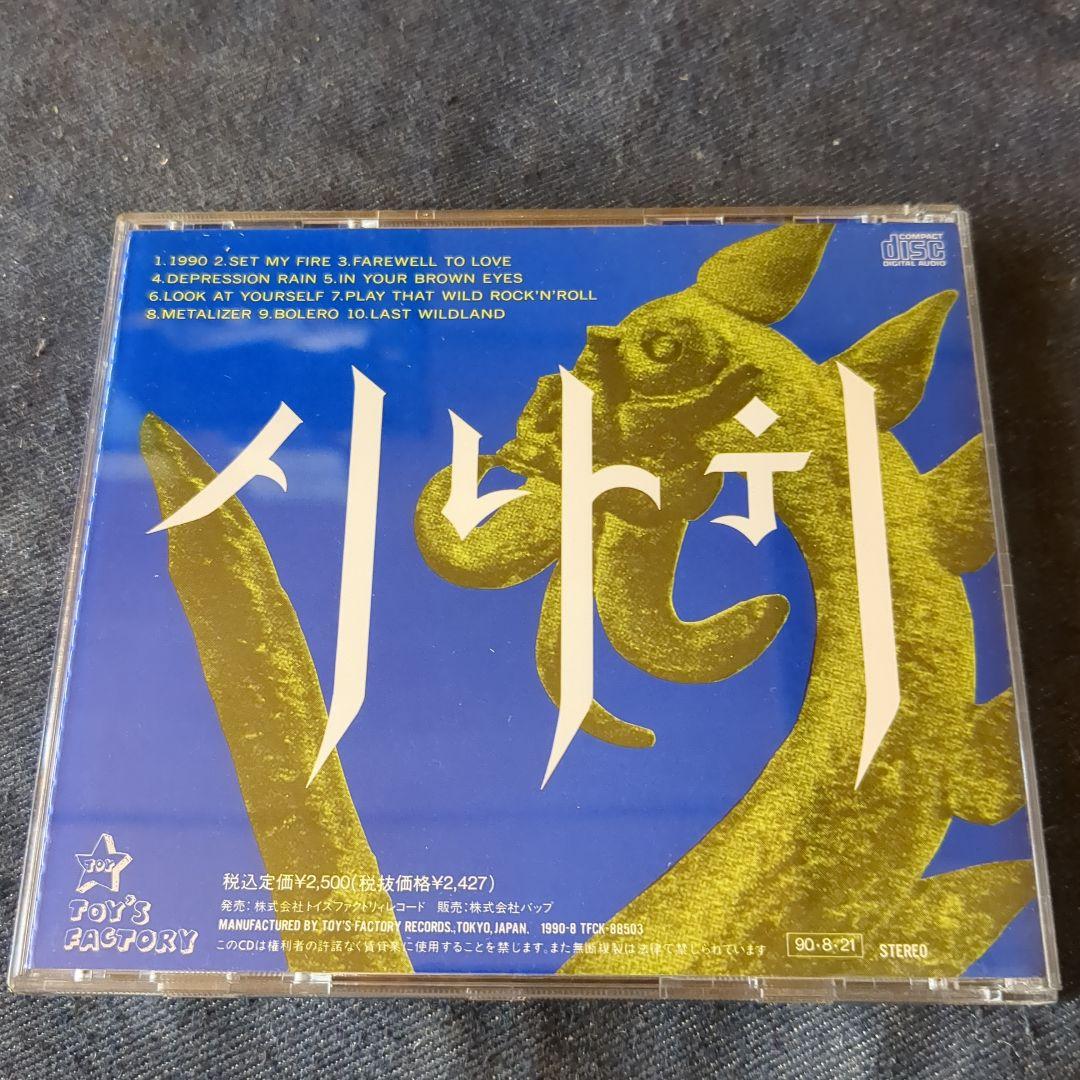 1.1990 2.SET MY FIRE 3.FAREWELL TO LOVE
4.DEPRESSION RAIN 5.IN YOUR BROWN EYES
6.LOOK AT YOURSELF 7.PLAY THAT WILD ROCK'N'ROLL
8.METALIZER 9.BOLERO 10.LAST WILDLAND
COMPACT
disc
DIGITAL AUDIO
시나위
TOY
TOY'S
FACTORY
税込定価¥2,500(税抜価格¥2,427)
発売:株式会社トイズファクトリィレコード 販売:株式会社バップ
MANUFACTURED BY TOY'S FACTORY RECORDS.,TOKYO, JAPAN. 1990-8 TFCK-88503
このCDは権利者の許諾なく賃貸業に使用することを禁じます。また無断複製は法律で禁じられています
90・8・21
STEREO